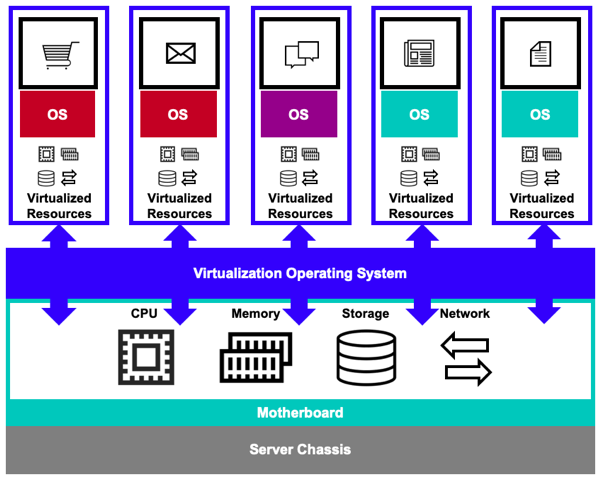 OS
OS
OS
OS
OS
Virtualized
Resources
Virtualized
Resources
Virtualized
Resources
Virtualized
Resources
Virtualized
Resources
Virtualization Operating System
CPU
Memory
Storage
Network
Motherboard
Server Chassis